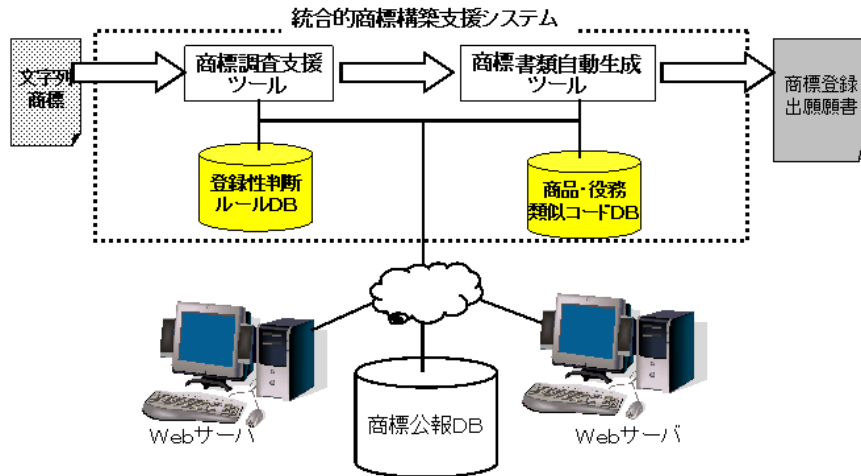 統合的商標構築支援システム
文字列
商標
商標調査支援
ツール
商標書類自動生成
ツール
商標登録
出願願書
登録性判断
ルールDB
商品・役務
類似コードDB
Webサーバ
商標公報DB
Webサーバ